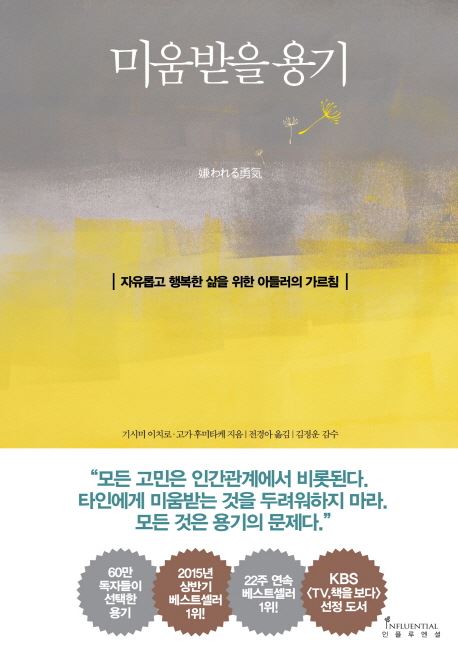 미움받을 용기
嫌われる勇気
| 자유롭고 행복한 삶을 위한 아들러의 가르침 |
기시미 이치로 · 고가 후미타케 지음 | 전경아 옮김 | 김정운 감수
“모든 고민은 인간관계에서 비롯된다.
타인에게 미움받는 것을 두려워하지 마라.
모든 것은 용기의 문제다.”
60만
독자들이
선택한
용기
2015년
상반기
베스트셀러
1위!
22주 연속
베스트셀러
1위!
KBS
〈TV,책을 보다〉
선정 도서
INFLUENTIAL
인플루엔셜